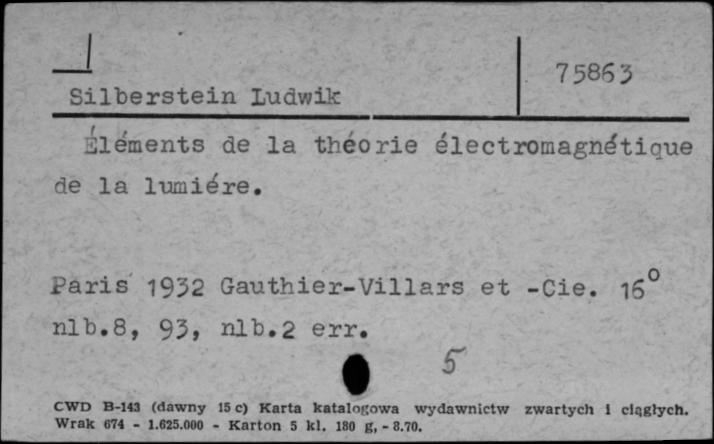 75863
Silberstein Ludwik
Éléments de la théorie électromagnétique
de la lumiére.
Paris 1932 Gauthier-Villars et -Cie. 16°
nlb.8, 93, nlb.2 err.
5
CWD B-143 (dawny 15 c) Karta katalogowa wydawnictw zwartych i ciągłych.
Wrak 674 - 1.625.000 - Karton 5 kl. 180 g, - 8.70.